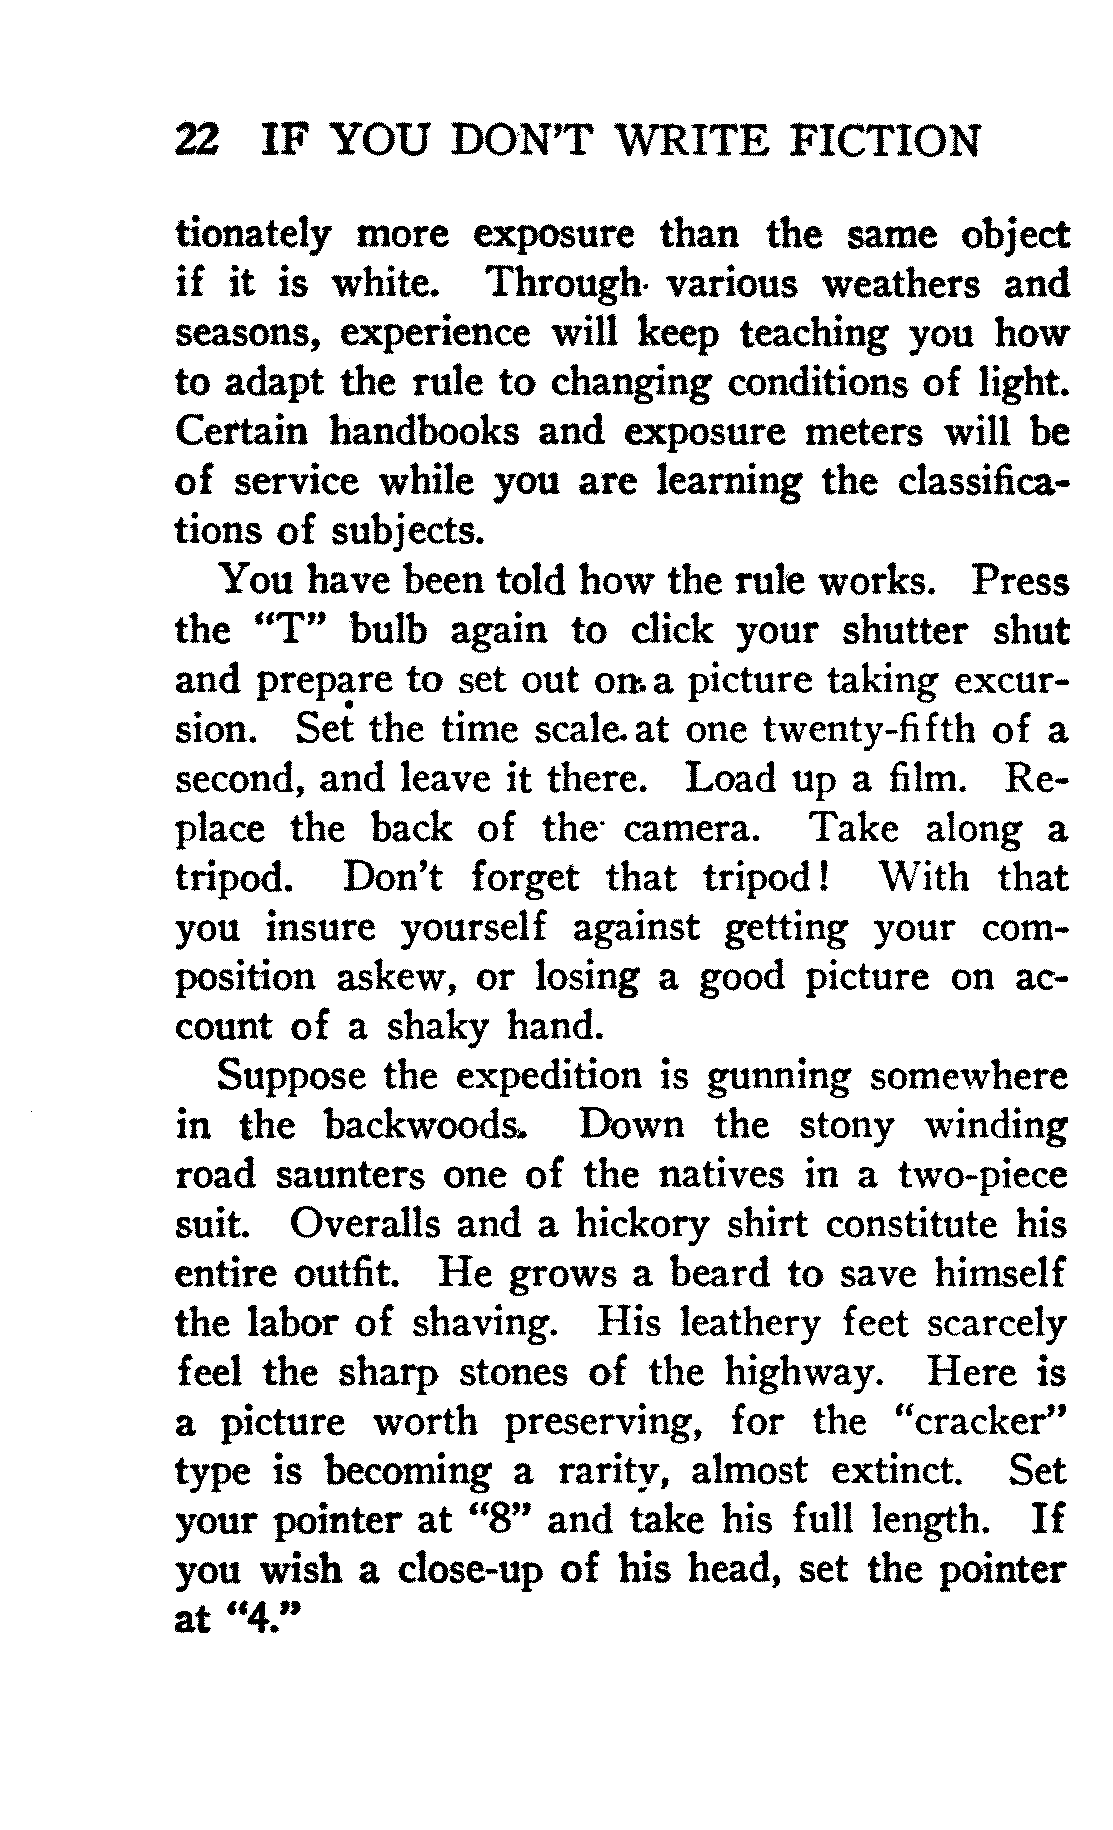 22 IF YOU DON'T WRITE FICTION
tionately more exposure than the same object
if it is white. Through various weathers and
seasons, experience will keep teaching you how
to adapt the rule to changing conditions of light.
Certain handbooks and exposure meters will be
of service while you are learning the classifica-
tions of subjects.
You have been told how the rule works. Press
the “T” bulb again to click your shutter shut
and prepare to set out on a picture taking excur-
sion. Set the time scale at one twenty-fifth of a
second, and leave it there. Load up a film. Re-
place the back of the camera. Take along a
tripod. Don't forget that tripod! With that
you insure yourself against getting your com-
position askew, or losing a good picture on ac-
count of a shaky hand.
Suppose the expedition is gunning somewhere
in the backwoods. Down the stony winding
road saunters one of the natives in a two-piece
suit. Overalls and a hickory shirt constitute his
entire outfit. He grows a beard to save himself
the labor of shaving. His leathery feet scarcely
feel the sharp stones of the highway. Here is
a picture worth preserving, for the “cracker”
type is becoming a rarity, almost extinct. Set
your pointer at “8” and take his full length. If
you wish a close-up of his head, set the pointer
at “4.”